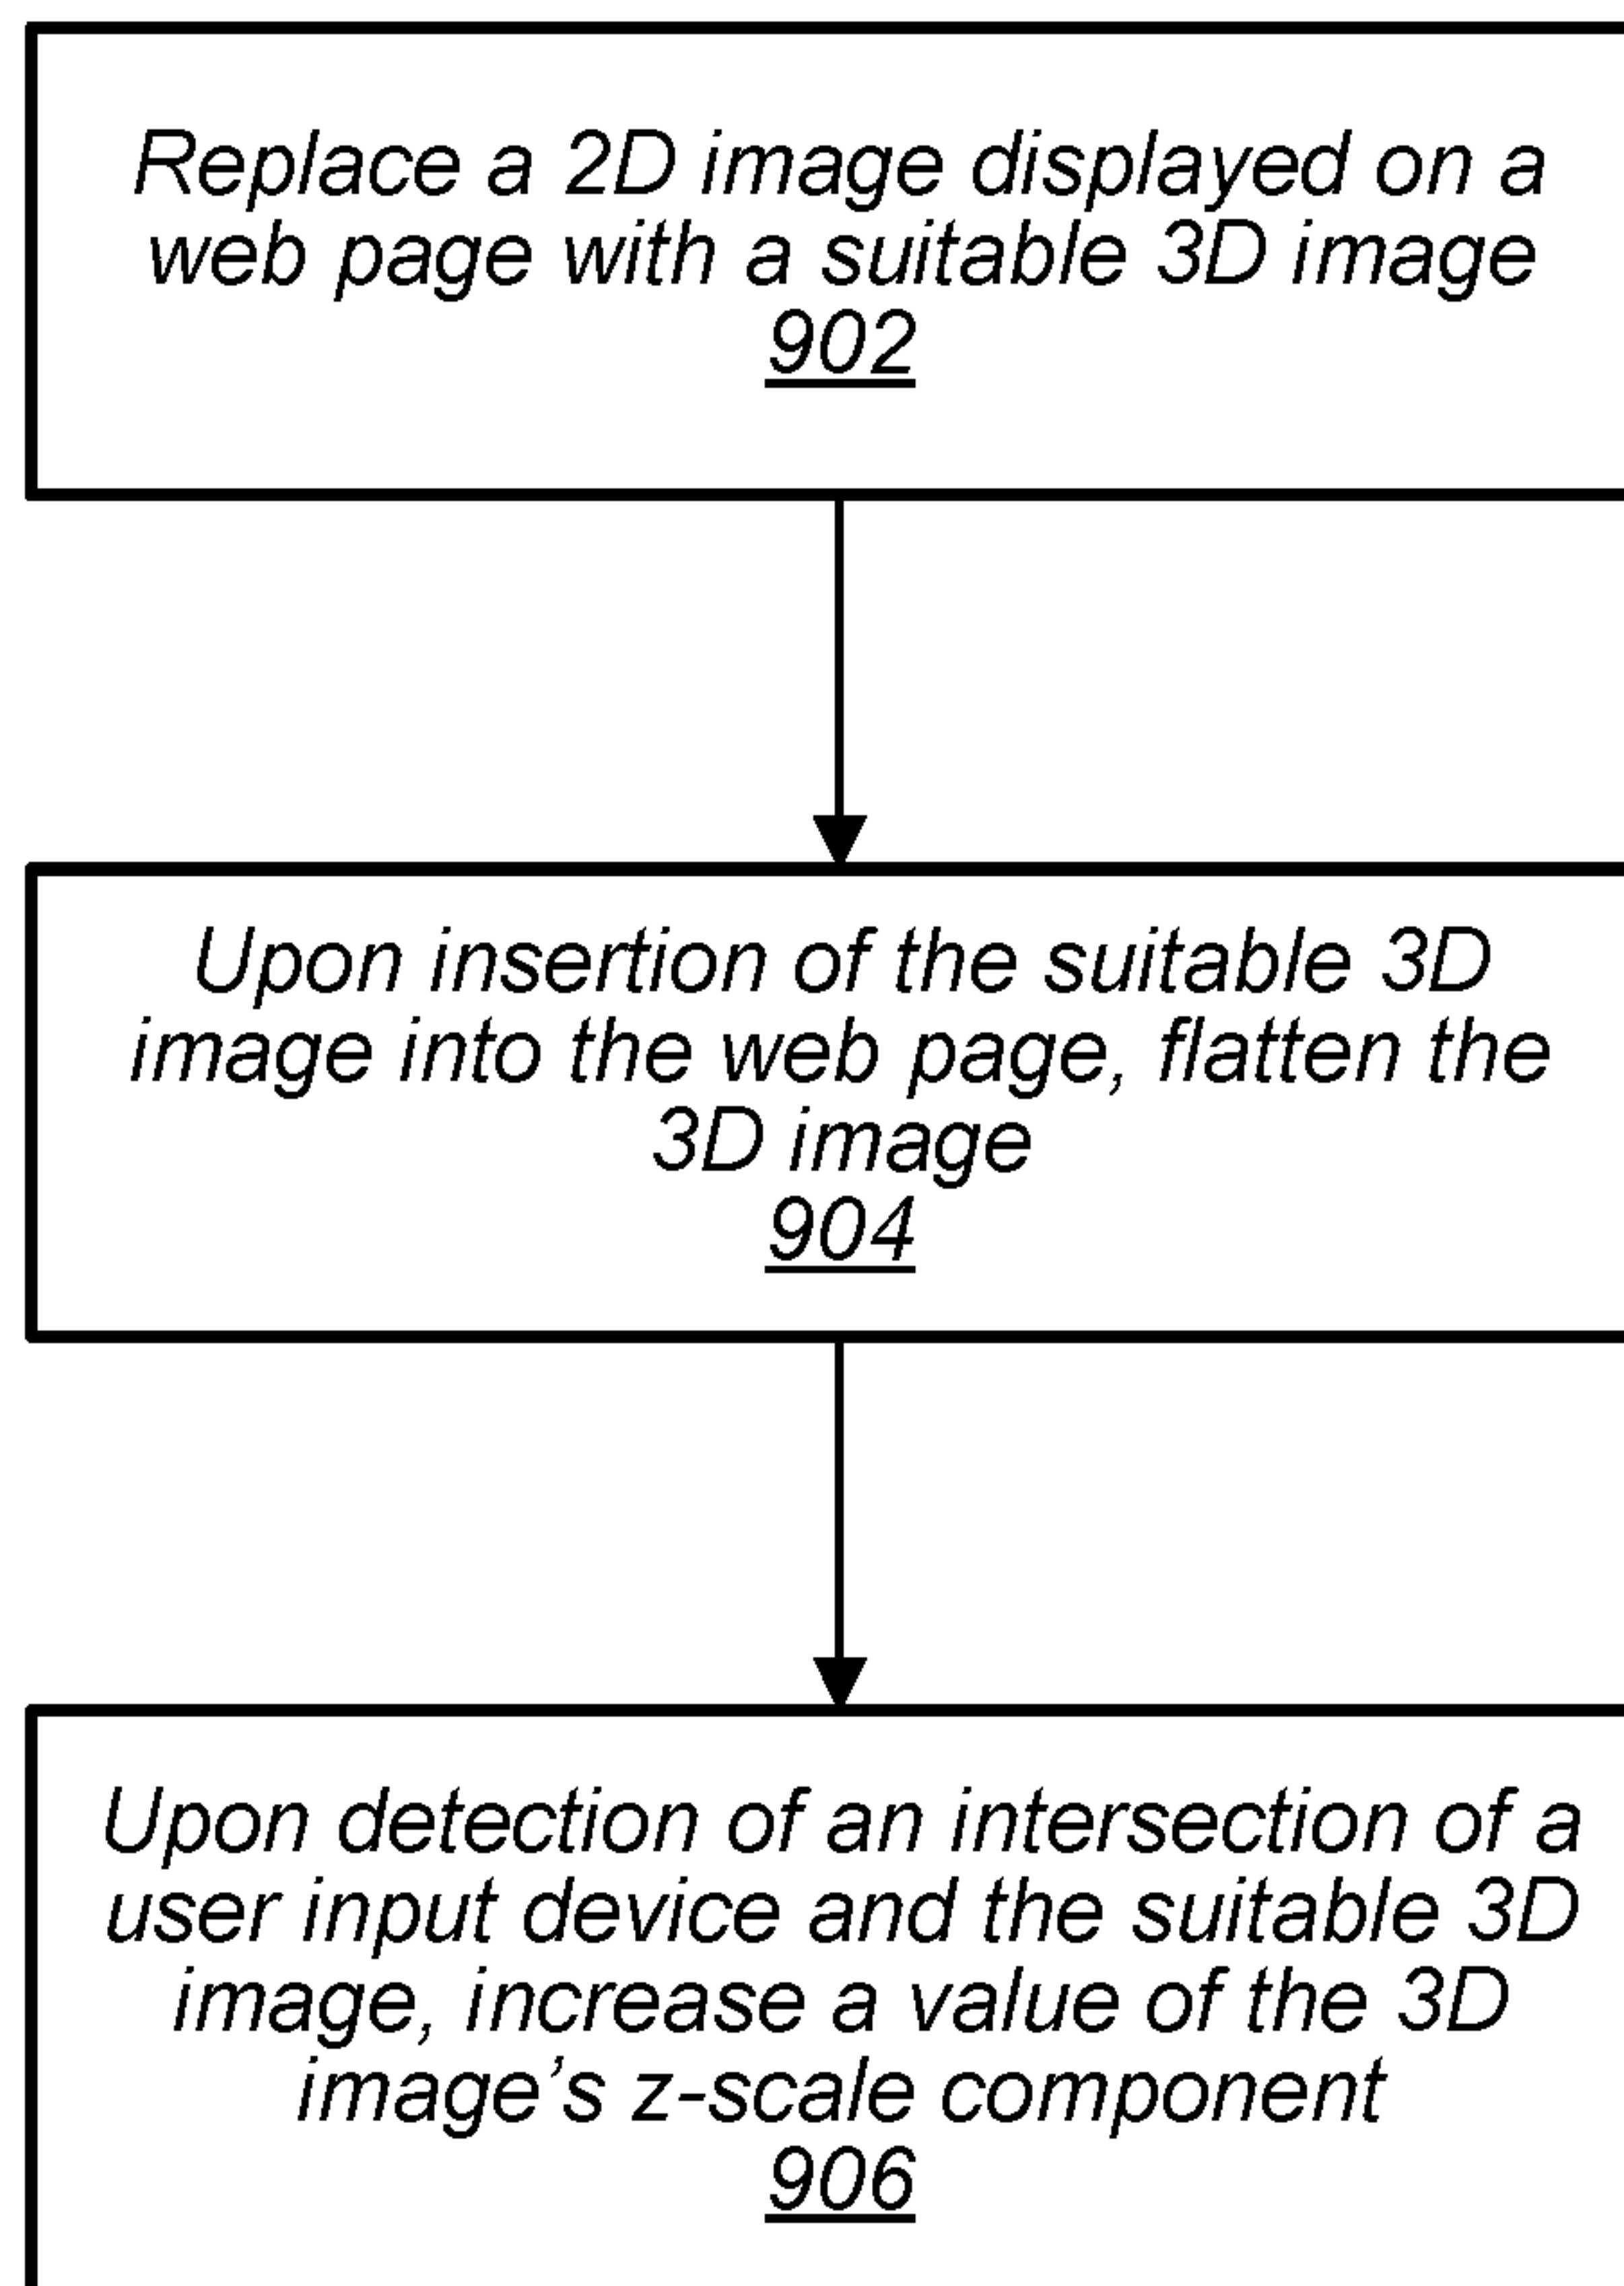 Replace a 2D image displayed on a
web page with a suitable 3D image
902
Upon insertion of the suitable 3D
image into the web page, flatten the
3D image
904
Upon detection of an intersection of a
user input device and the suitable 3D
image, increase a value of the 3D
image’s z-scale component
906